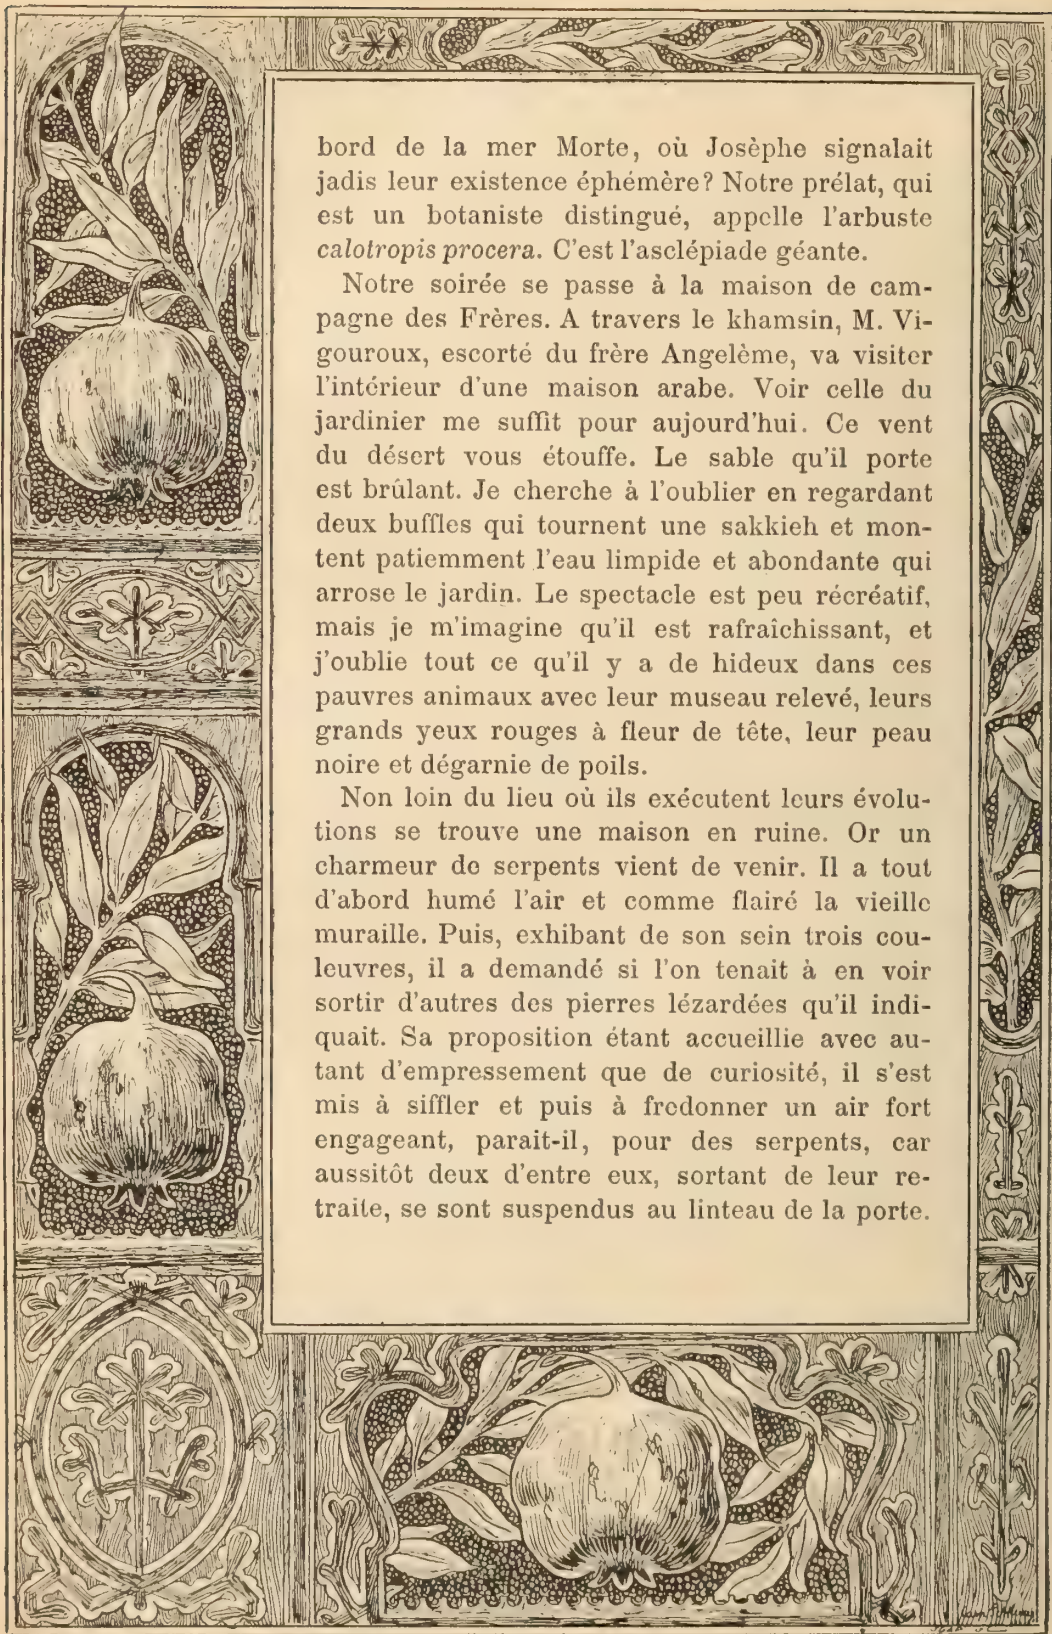 bord de la mer Morte, où Josèphe signalait
jadis leur existence éphémère? Notre prélat, qui
est un botaniste distingué, appelle l'arbuste
calotropis procera. C'est l'asclépiade géante.
Notre soirée se passe à la maison de cam-
pagne des Frères. A travers le khamsin, M. Vi-
gouroux, escorté du frère Angelème, va visiter
l'intérieur d'une maison arabe. Voir celle du
jardinier me suffit pour aujourd'hui. Ce vent
du désert vous étouffe. Le sable qu'il porte
est brûlant. Je cherche à l'oublier en regardant
deux buffles qui tournent une sakkieh et mon-
tent patiemment l'eau limpide et abondante qui
arrose le jardin. Le spectacle est peu récréatif,
mais je m'imagine qu'il est rafraîchissant, et
j'oublie tout ce qu'il y a de hideux dans ces
pauvres animaux avec leur museau relevé, leurs
grands yeux rouges à fleur de tête, leur peau
noire et dégarnie de poils.
Non loin du lieu où ils exécutent leurs évolu-
tions se trouve une maison en ruine. Or un
charmeur de serpents vient de venir. Il a tout
d'abord humé l'air et comme flairé la vieille
muraille. Puis, exhibant de son sein trois cou-
leuvres, il a demandé si l'on tenait à en voir
sortir d'autres des pierres lézardées qu'il indi-
quait. Sa proposition étant accueillie avec au-
tant d'empressement que de curiosité, il s'est
mis à siffler et puis à fredonner un air fort
engageant, parait-il, pour des serpents, car
aussitôt deux d'entre eux, sortant de leur re-
traite, se sont suspendus au linteau de la porte.